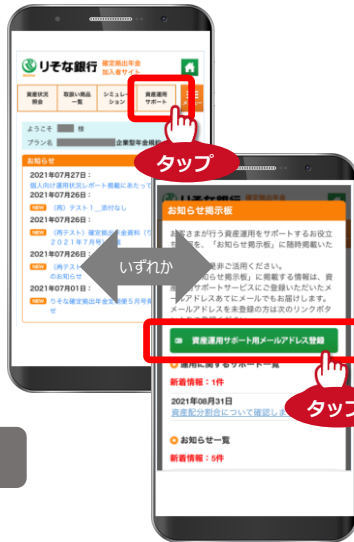 りそな銀行
確定拠出年金
加入者サイト
資産状況
照会
取扱い商品
一覧
シミュレー
ション
資産運用
サポート
メニュー
ようこそ 様
プラン名 企業型年金規約
お知らせ
2021年07月27日：
個人向け運用状況レポート掲載にあたって
2021年07月26日：
NEW （両）テスト１＿添付なし
2021年07月26日：
NEW （両テスト）確定拠出年金資料（
２０２１年７月号
2021年07月26日：
NEW （両テス
のお知らせ
2021年07月01日：
NEW りそな確定拠出年金 便５月号
せ
タップ
いずれか
お知らせ掲示板
お さまが行う資産運用をサポートするお役立
を、「お知らせ掲示板」に随時掲載いた
非ご活用ください。
らせ掲示板」に掲載する情報は、資
サポートサービスにご登録いただいたメ
ールアドレスあてにメールでもお届けします。
メールアドレスを未登録の方は次のリンクボタ
資産運用サポート用メールアドレス登録
運用に関するサポート一覧
新着情報：1件
2021年08月31日
資産配分割合について確認しま
お知らせ一覧
新着情報：5件
タップ